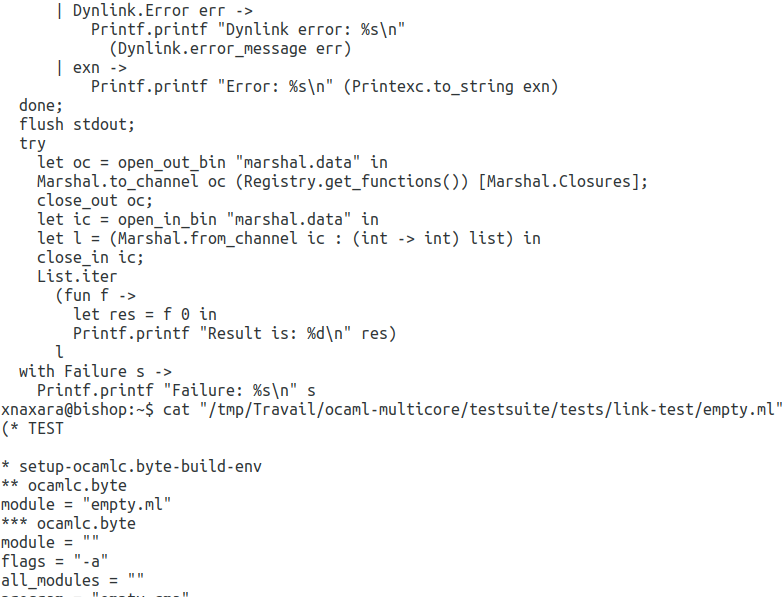 | Dynlink.Error err ->
Printf.printf "Dynlink error: %s\n"
(Dynlink.error_message err)
| exn ->
Printf.printf "Error: %s\n" (Printexc.to_string exn)
done;
flush stdout;
try
let oc = open_out_bin "marshal.data" in
Marshal.to_channel oc (Registry.get_functions()) [Marshal.Closures];
close_out oc;
let ic = open_in_bin "marshal.data" in
let l = (Marshal.from_channel ic : (int -> int) list) in
close_in ic;
List.iter
(fun f ->
let res = f 0 in
Printf.printf "Result is: %d\n" res)
l
with Failure s ->
Printf.printf "Failure: %s\n" s
xnaxara@bishop:~$ cat "/tmp/Travail/ocaml-multicore/testsuite/tests/link-test/empty.ml"
(* TEST
* setup-ocamlc.byte-build-env
** ocamlc.byte
module = "empty.ml"
*** ocamlc.byte
module = ""
flags = "-a"
all_modules = ""